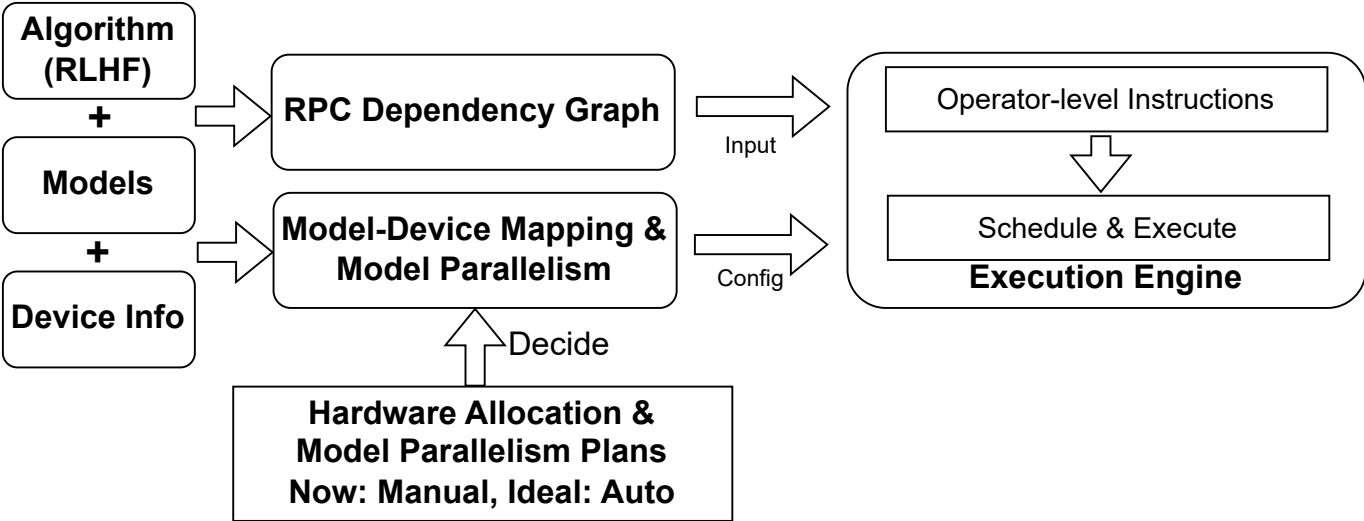 Algorithm
(RLHF)
+
Models
+
Device Info
RPC Dependency Graph
Model-Device Mapping &
Model Parallelism
Input
Config
Decide
Hardware Allocation &
Model Parallelism Plans
Now: Manual, Ideal: Auto
Operator-level Instructions
Schedule & Execute
Execution Engine